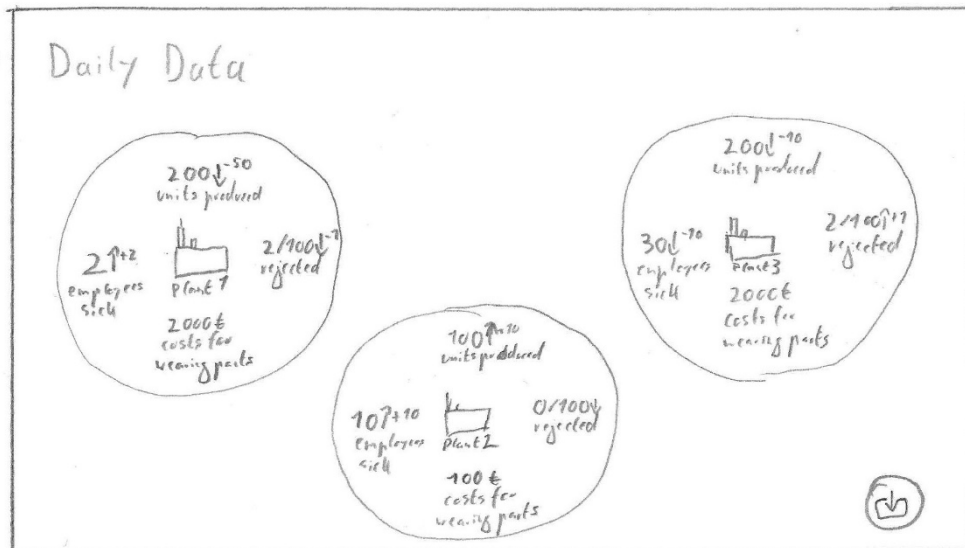 Daily Data
200↓-50
units produced
2↑+2
employees
sick
2/100↓-1
rejected
Plant 1
2000€
costs for
wearing parts
100↑+10
units produced
10↑+10
employees
sick
0/100↓
rejected
Plant 2
100€
costs for
wearing parts
200↓-10
units produced
30↓-10
employees
sick
2/100↑+1
rejected
Plant 3
2000€
costs for
wearing parts